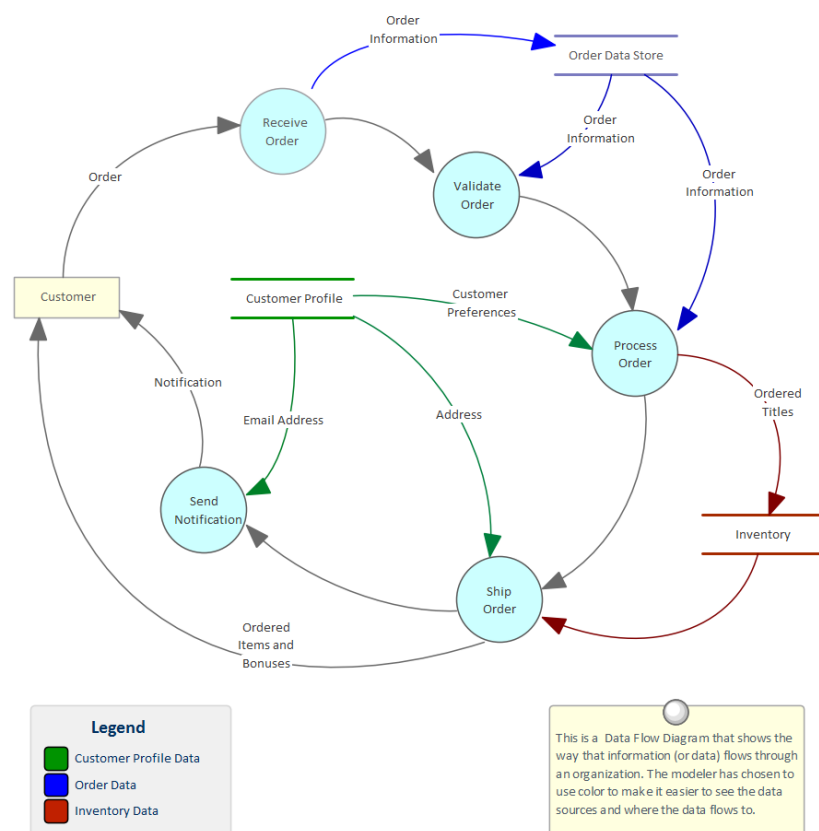 Order
Information
Order Data Store
Receive
Order
Order
Information
Order
Validate
Order
Order
Information
Customer
Customer Profile
Customer
Preferences
Process
Order
Notification
Email Address
Address
Ordered
Titles
Send
Notification
Inventory
Ship
Order
Ordered
Items and
Bonuses
Legend
Customer Profile Data
Order Data
Inventory Data
This is a Data Flow Diagram that shows the
way that information (or data) flows through
an organization. The modeler has chosen to
use color to make it easier to see the data
sources and where the data flows to.